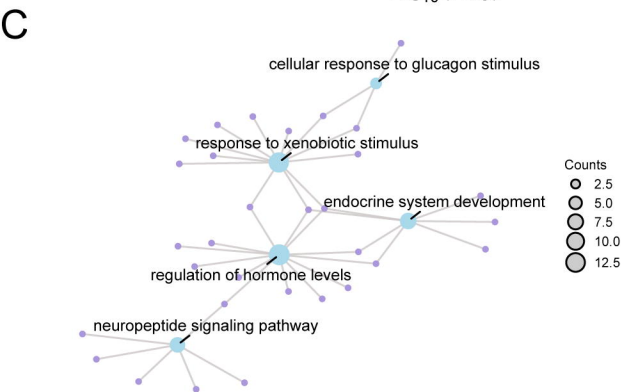 C
cellular response to glucagon stimulus
response to xenobiotic stimulus
endocrine system development
regulation of hormone levels
neuropeptide signaling pathway
Counts
2.5
5.0
7.5
10.0
12.5